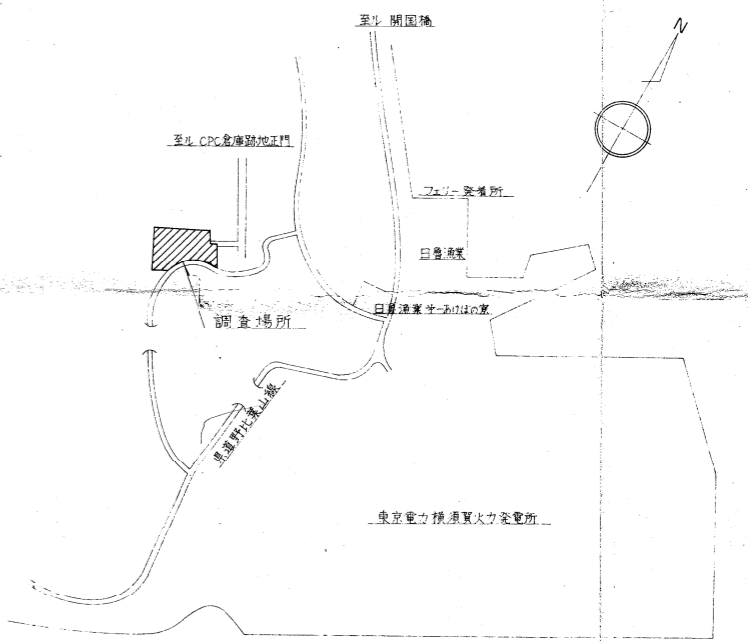 至ル 開国橋
N
至ル CPC倉庫跡地正門
フェリー発着所
日魯漁業
日魯漁業 オ一あけぼの寮
調査場所
県道野比葉山線
東京電力横須賀火力発電所